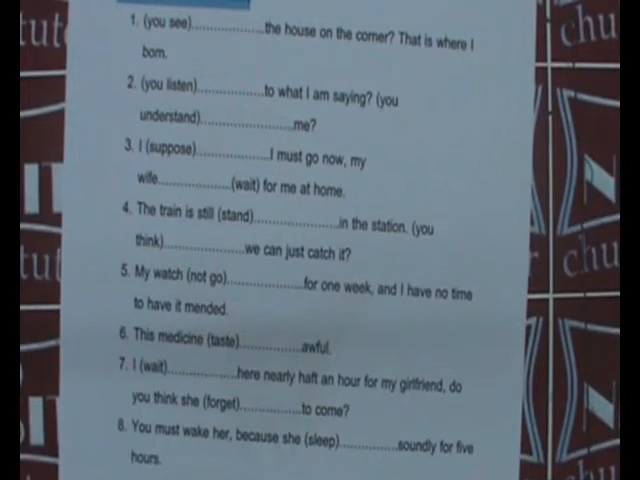 1. (you see)....................the house on the corner? That is where I
born.
2. (you listen)..................to what I am saying? (you
understand).........................me?
3. I (suppose)....................I must go now, my
wife....................(wait) for me at home.
4. The train is still (stand).......................in the station. (you
think)......................we can just catch it?
5. My watch (not go).....................for one week, and I have no time
to have it mended.
6. This medicine (taste).................awful.
7. I (wait)...................here nearly haft an hour for my girlfriend, do
you think she (forget).................to come?
8. You must wake her, because she (sleep)................soundly for five
hours.
tut
chu
tut
chu
chu